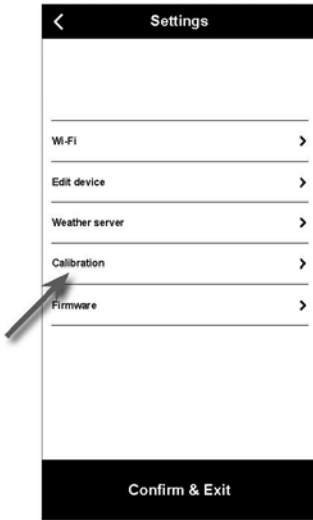 Settings
Wi-Fi
Edit device
Weather server
Calibration
Firmware
Confirm & Exit